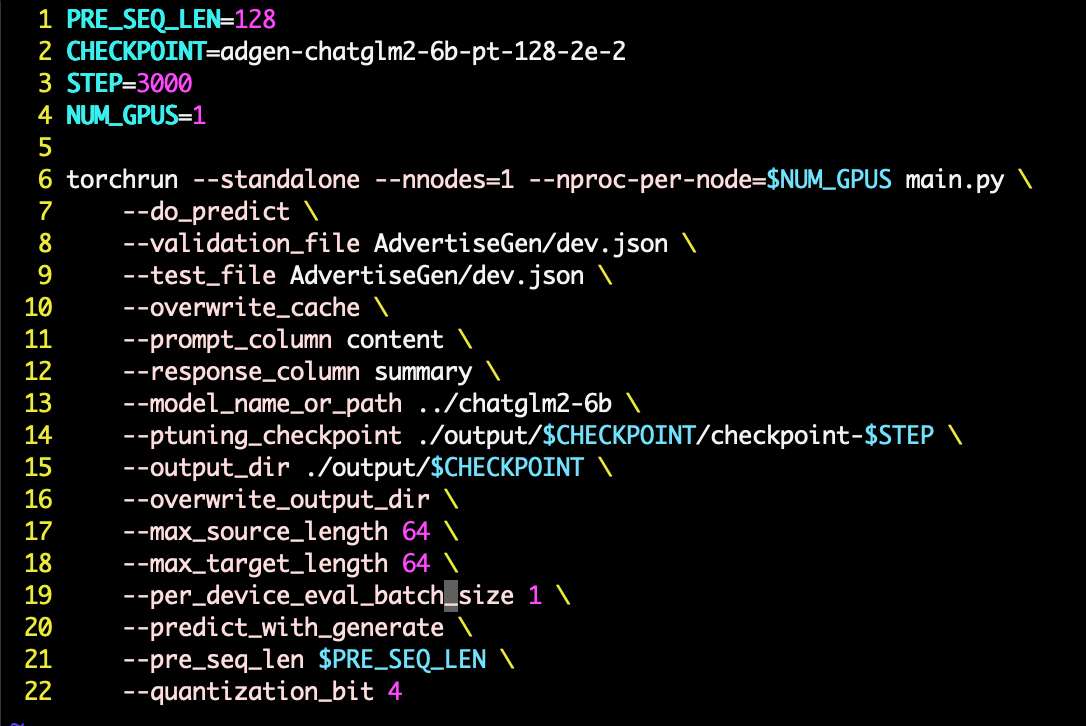 1 PRE_SEQ_LEN=128
2 CHECKPOINT=adgen-chatglm2-6b-pt-128-2e-2
3 STEP=3000
4 NUM_GPUS=1
5
6 torchrun --standalone --nnodes=1 --nproc-per-node=$NUM_GPUS main.py \
7     --do_predict \
8     --validation_file AdvertiseGen/dev.json \
9     --test_file AdvertiseGen/dev.json \
10     --overwrite_cache \
11     --prompt_column content \
12     --response_column summary \
13     --model_name_or_path ../chatglm2-6b \
14     --ptuning_checkpoint ./output/$CHECKPOINT/checkpoint-$STEP \
15     --output_dir ./output/$CHECKPOINT \
16     --overwrite_output_dir \
17     --max_source_length 64 \
18     --max_target_length 64 \
19     --per_device_eval_batch_size 1 \
20     --predict_with_generate \
21     --pre_seq_len $PRE_SEQ_LEN \
22     --quantization_bit 4
~